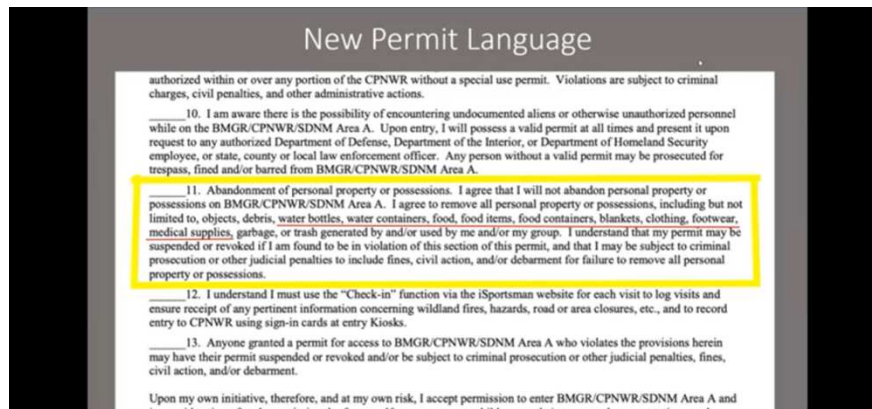 New Permit Language
authorized within or over any portion of the CPNWR without a special use permit. Violations are subject to criminal
charges, civil penalties, and other administrative actions.
______10. I am aware there is the possibility of encountering undocumented aliens or otherwise unauthorized personnel
while on the BMGR/CPNWR/SDNM Area A. Upon entry, I will possess a valid permit at all times and present it upon
request to any authorized Department of Defense, Department of the Interior, or Department of Homeland Security
employee, or state, county or local law enforcement officer. Any person without a valid permit may be prosecuted for
trespass, fined and/or barred from BMGR/CPNWR/SDNM Area A.
______11. Abandonment of personal property or possessions. I agree that I will not abandon personal property or
possessions on BMGR/CPNWR/SDNM Area A. I agree to remove all personal property or possessions, including but not
limited to, objects, debris, water bottles, water containers, food, food items, food containers, blankets, clothing, footwear,
medical supplies, garbage, or trash generated by and/or used by me and/or my group. I understand that my permit may be
suspended or revoked if I am found to be in violation of this section of this permit, and that I may be subject to criminal
prosecution or other judicial penalties to include fines, civil action, and/or debarment for failure to remove all personal
property or possessions.
______12. I understand I must use the “Check-in” function via the iSportsman website for each visit to log visits and
ensure receipt of any pertinent information concerning wildland fires, hazards, road or area closures, etc., and to record
entry to CPNWR using sign-in cards at entry Kiosks.
______13. Anyone granted a permit for access to BMGR/CPNWR/SDNM Area A who violates the provisions herein
may have their permit suspended or revoked and/or be subject to criminal prosecution or other judicial penalties, fines,
civil action, and/or debarment.
Upon my own initiative, therefore, and at my own risk, I accept permission to enter BMGR/CPNWR/SDNM Area A and